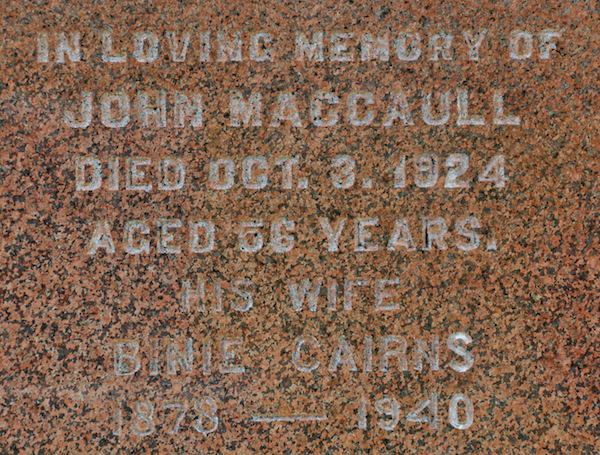 IN LOVING MEMORY OF
JOHN MACCAULL
DIED OCT. 3. 1924
AGED 56 YEARS.
HIS WIFE
BINIE CAIRNS
1878 — 1940